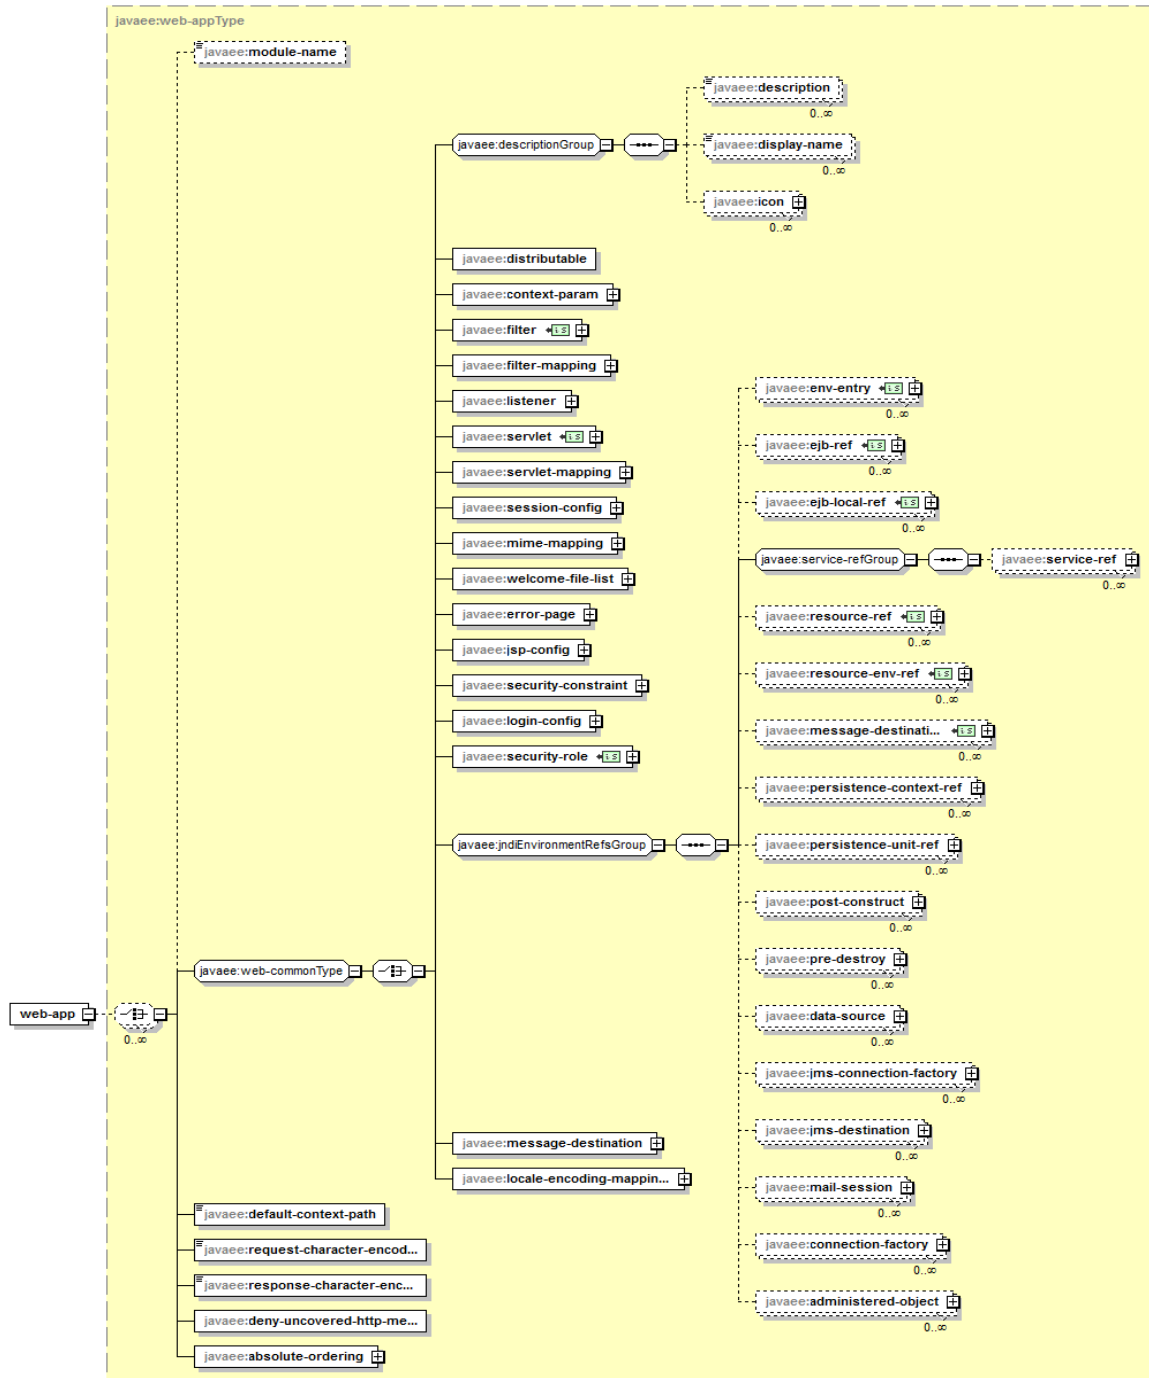 javaee:web-appType
javaee:module-name
javaee:description
0..∞
javaee:descriptionGroup
javaee:display-name
0..∞
javaee:icon
0..∞
javaee:distributable
javaee:context-param
javaee:filter
javaee:filter-mapping
javaee:listener
javaee:servlet
javaee:servlet-mapping
javaee:session-config
javaee:mime-mapping
javaee:welcome-file-list
javaee:error-page
javaee:jsp-config
javaee:security-constraint
javaee:login-config
javaee:security-role
javaee:env-entry
0..∞
javaee:ejb-ref
0..∞
javaee:ejb-local-ref
0..∞
javaee:service-refGroup
javaee:service-ref
0..∞
javaee:resource-ref
0..∞
javaee:resource-env-ref
0..∞
javaee:message-destinati...
0..∞
javaee:persistence-context-ref
0..∞
javaee:jndiEnvironmentRefsGroup
javaee:persistence-unit-ref
0..∞
javaee:post-construct
0..∞
javaee:pre-destroy
0..∞
javaee:data-source
0..∞
javaee:jms-connection-factory
0..∞
javaee:jms-destination
0..∞
javaee:mail-session
0..∞
javaee:connection-factory
0..∞
javaee:administered-object
0..∞
javaee:web-commonType
web-app
0..∞
javaee:message-destination
javaee:locale-encoding-mappin...
javaee:default-context-path
javaee:request-character-encod...
javaee:response-character-enc...
javaee:deny-uncovered-http-me...
javaee:absolute-ordering